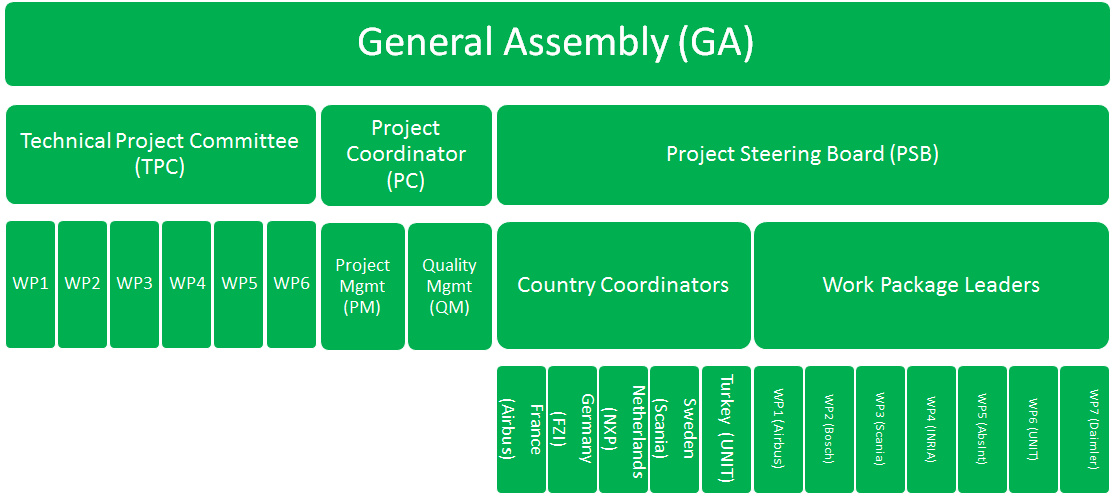 General Assembly (GA)
Technical Project Committee
(TPC)
Project
Coordinator
(PC)
Project Steering Board (PSB)
WP1
WP2
WP3
WP4
WP5
WP6
Project
Mgmt
(PM)
Quality
Mgmt
(QM)
Country Coordinators
Work Package Leaders
France
(Airbus)
Germany
(FZI)
Netherlands
(NXP)
Sweden
(Scania)
Turkey (UNIT)
WP1 (Airbus)
WP2 (Bosch)
WP3 (Scania)
WP4 (INRIA)
WP5 (AbsInt)
WP6 (UNIT)
WP7 (Daimler)